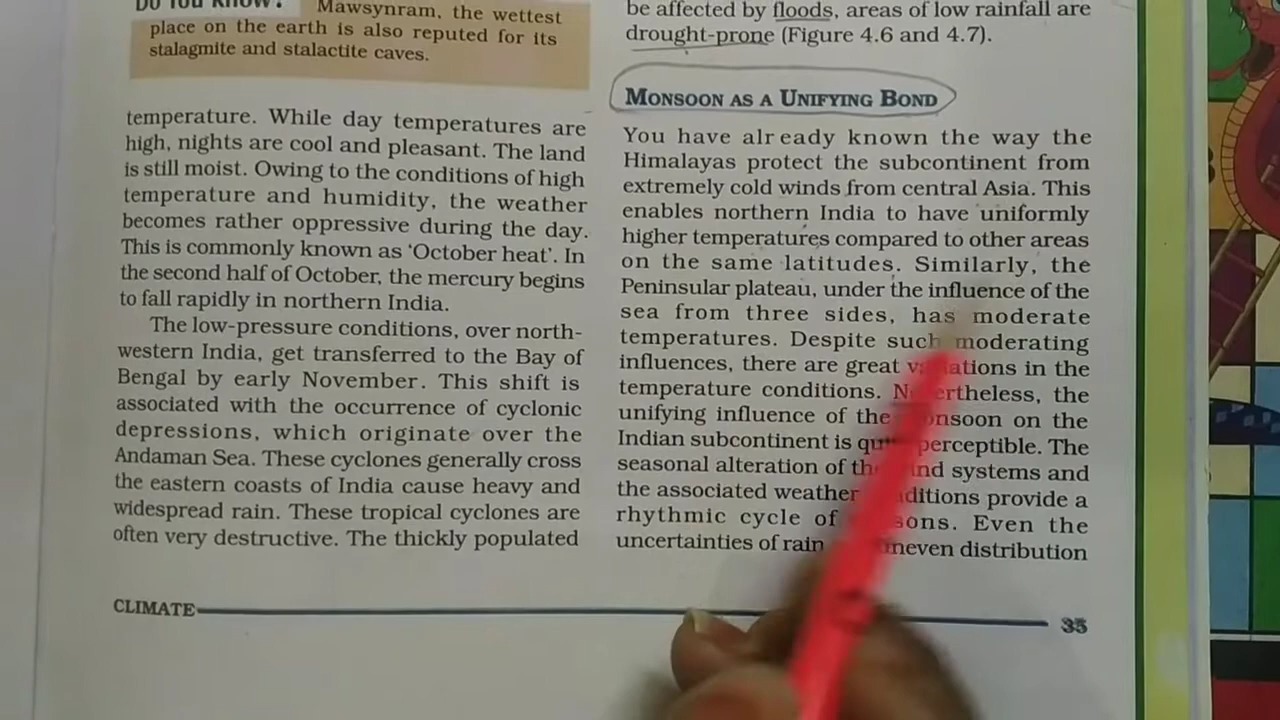 Do You Know? Mawsynram, the wettest
place on the earth is also reputed for its
stalagmite and stalactite caves.
temperature. While day temperatures are
high, nights are cool and pleasant. The land
is still moist. Owing to the conditions of high
temperature and humidity, the weather
becomes rather oppressive during the day.
This is commonly known as ‘October heat’. In
the second half of October, the mercury begins
to fall rapidly in northern India.
The low-pressure conditions, over north-
western India, get transferred to the Bay of
Bengal by early November. This shift is
associated with the occurrence of cyclonic
depressions, which originate over the
Andaman Sea. These cyclones generally cross
the eastern coasts of India cause heavy and
widespread rain. These tropical cyclones are
often very destructive. The thickly populated
be affected by floods, areas of low rainfall are
drought-prone (Figure 4.6 and 4.7).
MONSOON AS A UNIFYING BOND
You have already known the way the
Himalayas protect the subcontinent from
extremely cold winds from central Asia. This
enables northern India to have uniformly
higher temperatures compared to other areas
on the same latitudes. Similarly, the
Peninsular plateau, under the influence of the
sea from three sides, has moderate
temperatures. Despite such moderating
influences, there are great in the
temperature conditions. Nevertheless, the
unifying influence of the monsoon on the
Indian subcontinent is quite perceptible. The
seasonal alteration of the wind systems and
the associated weather conditions provide a
rhythmic cycle of seasons. Even the
uncertainties of rain uneven distribution
CLIMATE 35